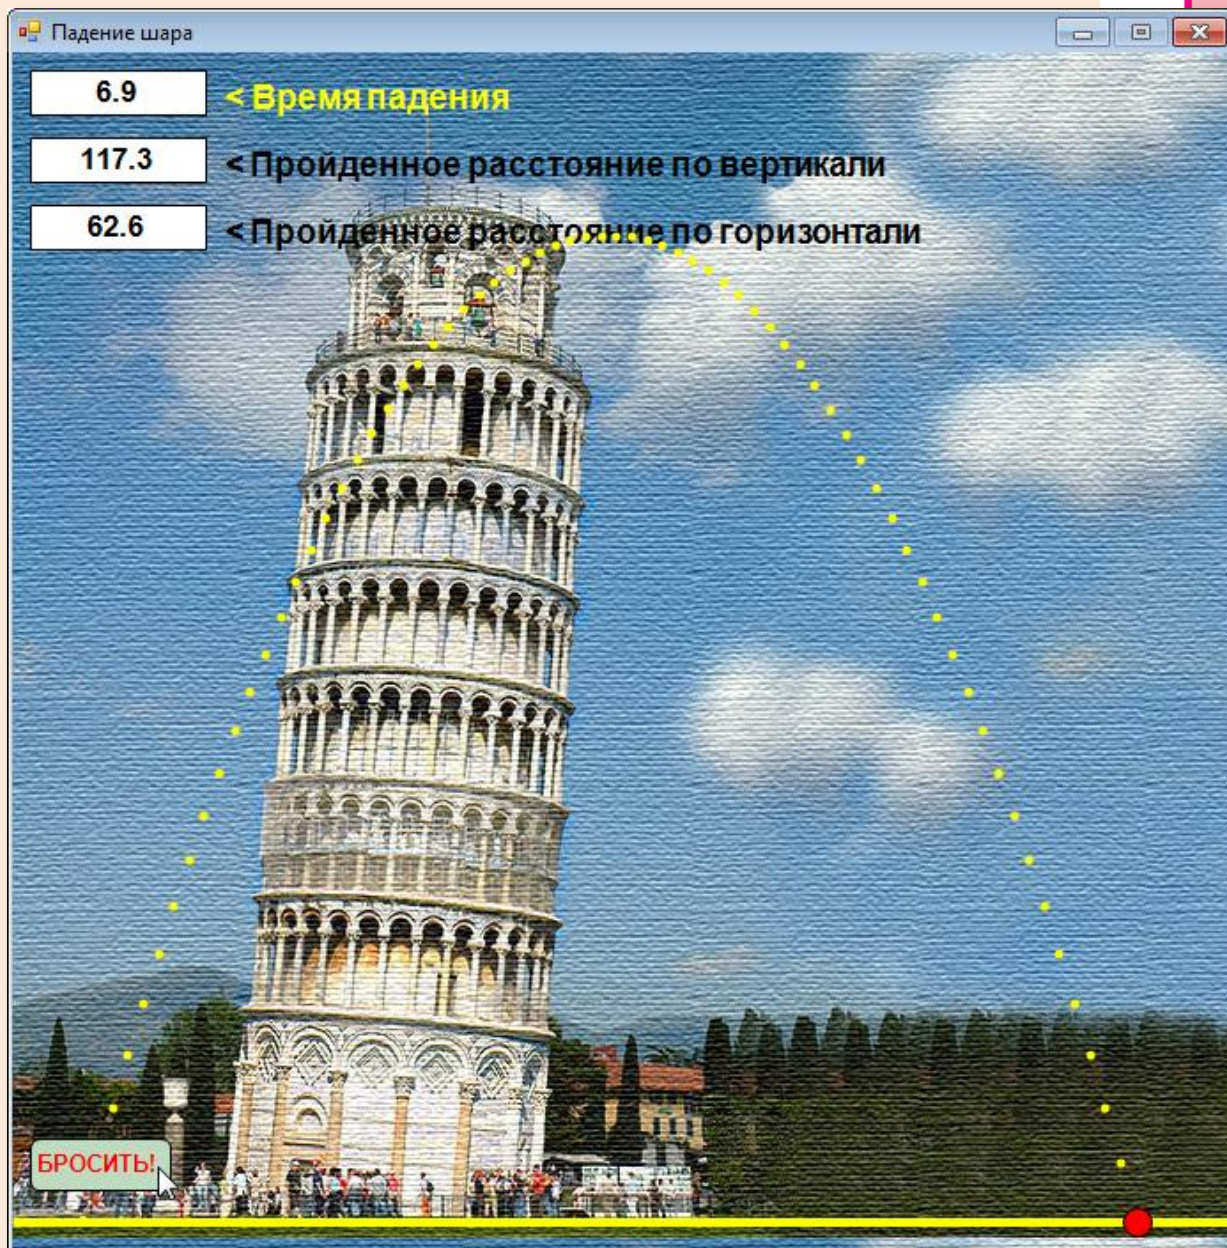 Падение шара
6.9 < Время падения
117.3 < Пройденное расстояние по вертикали
62.6 < Пройденное расстояние по горизонтали
БРОСИТЬ!